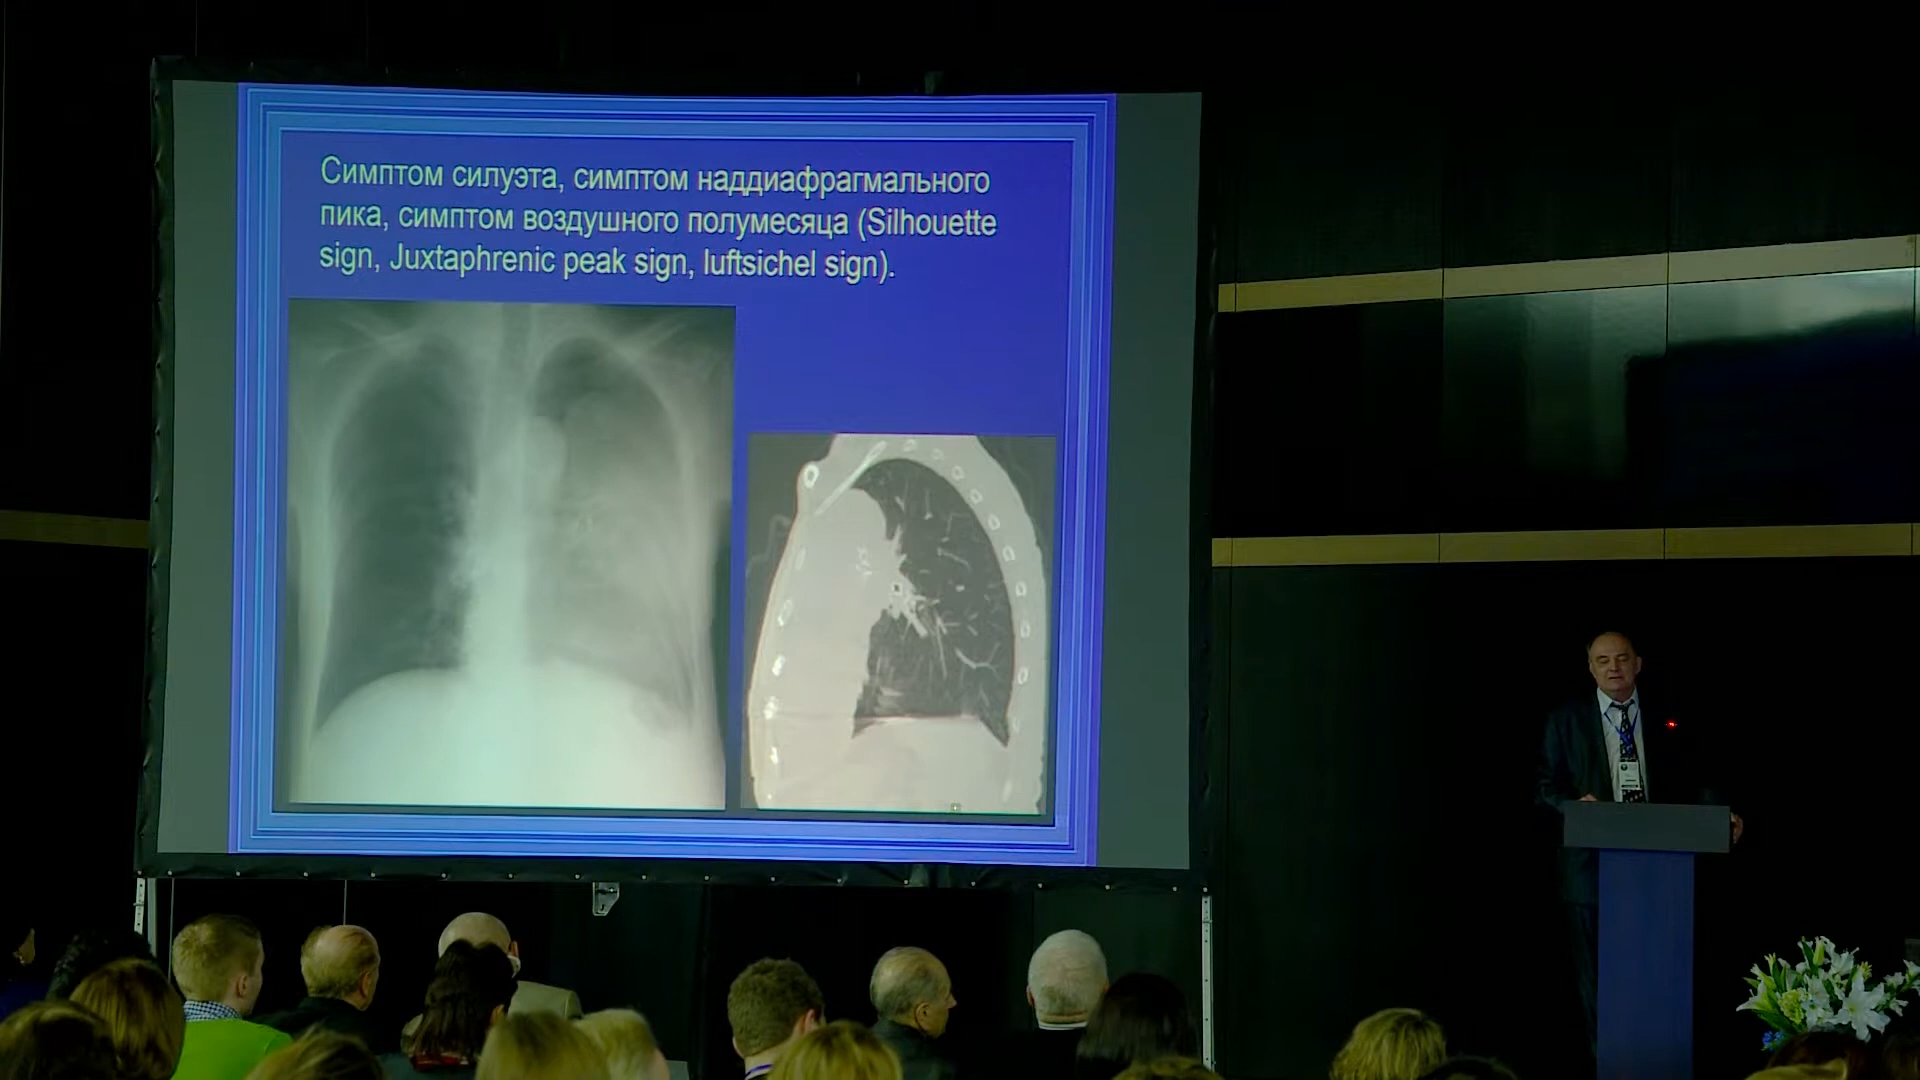 Симптом силуэта, симптом наддиафрагмального
пика, симптом воздушного полумесяца (Silhouette
sign, Juxtaphrenic peak sign, luftsichel sign).